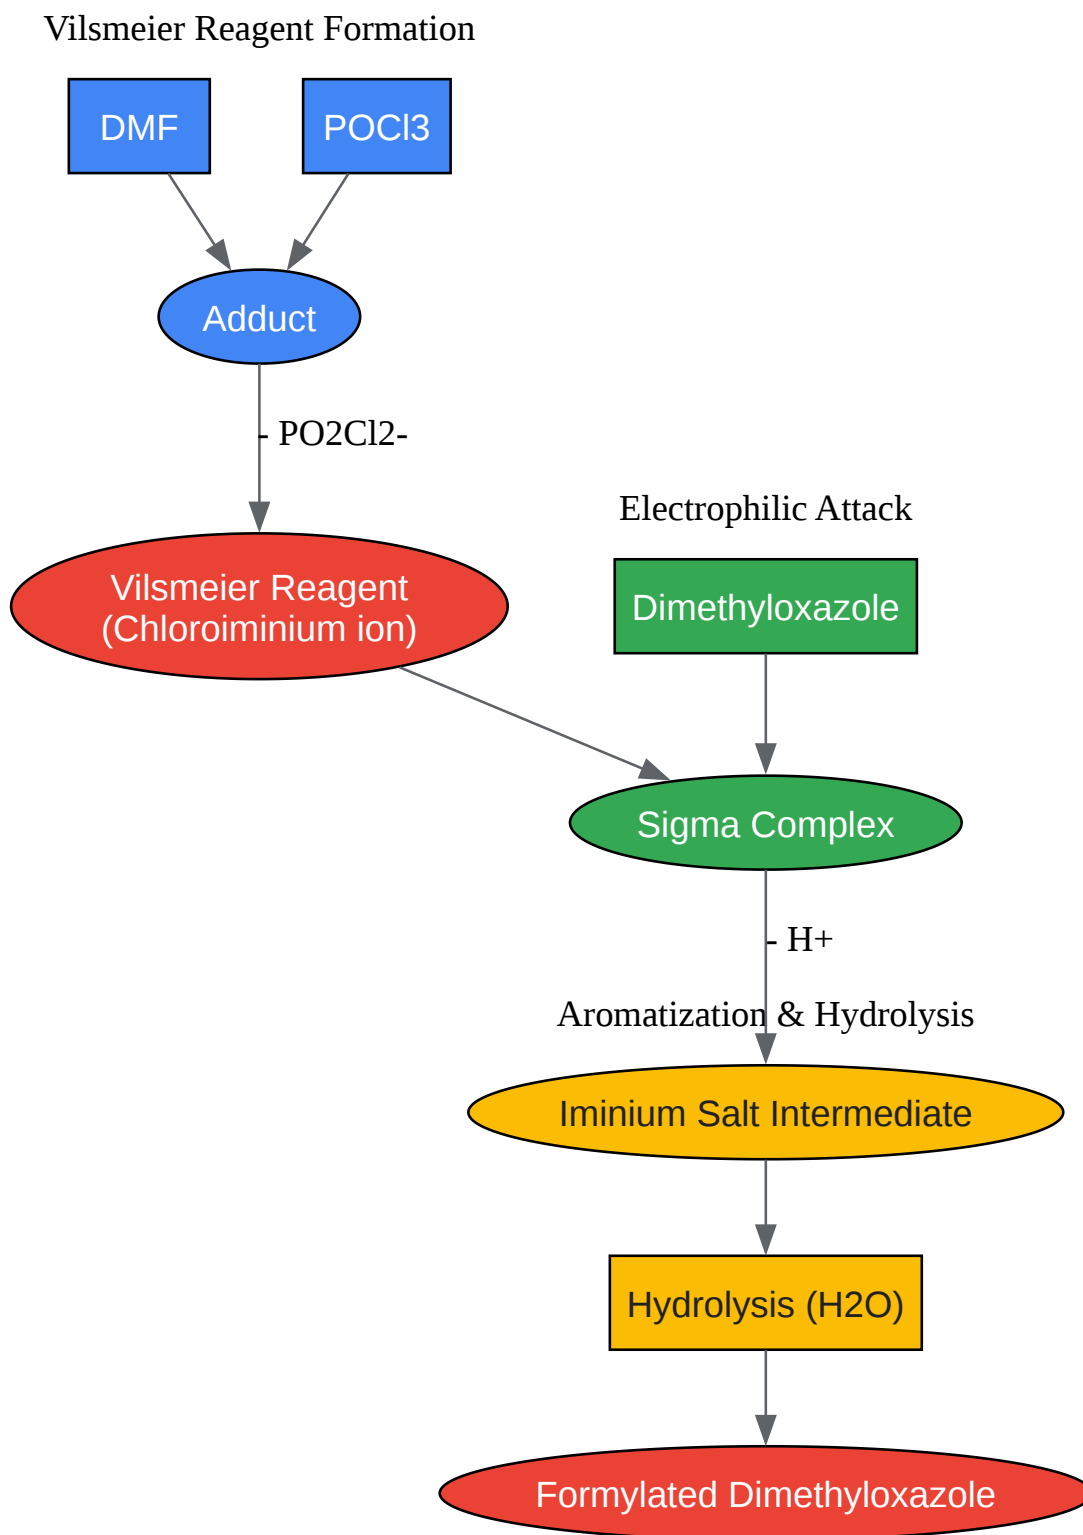 Vilsmeier Reagent Formation
DMF
POCl3
Adduct
- PO2Cl2-
Vilsmeier Reagent
(Chloroiminium ion)
Electrophilic Attack
Dimethyloxazole
Sigma Complex
- H+
Aromatization & Hydrolysis
Iminium Salt Intermediate
Hydrolysis (H2O)
Formylated Dimethyloxazole